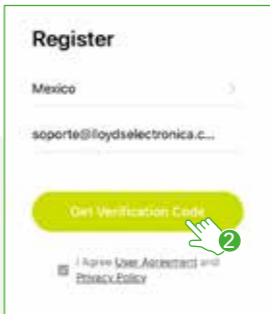 Register
Mexico
soporte@lloydselectronica.c...
Get Verification Code
2
I Agree User Agreement and
Privacy Policy